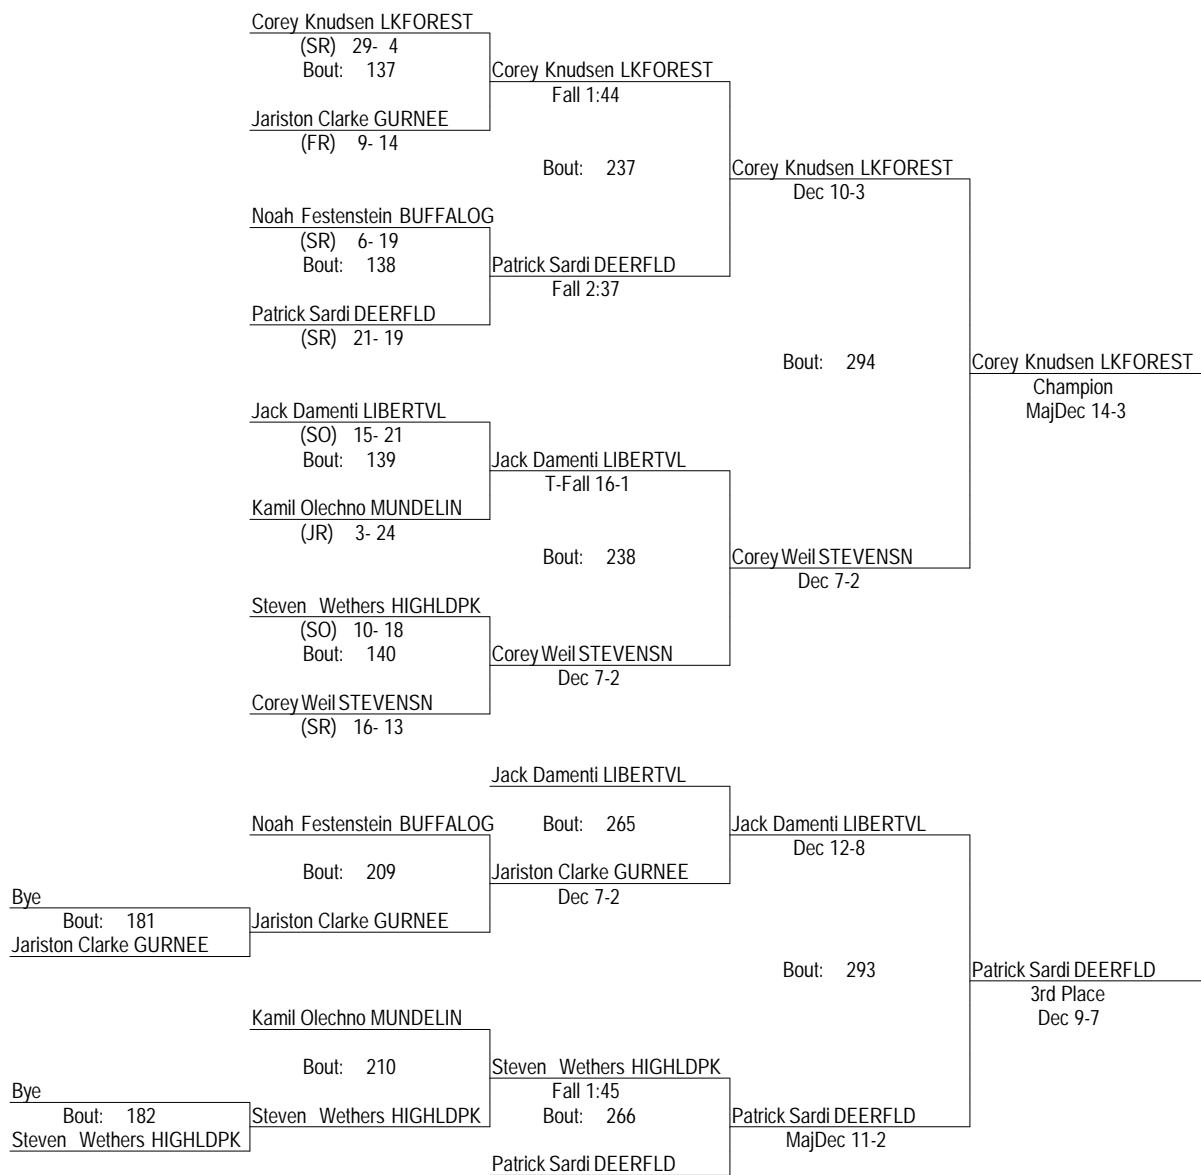 Corey Knudsen LKFOREST
(SR) 29- 4
Bout: 137
Corey Knudsen LKFOREST
Fall 1:44
Jariston Clarke GURNEE
(FR) 9- 14
Bout: 237
Corey Knudsen LKFOREST
Dec 10-3
Noah Festenstein BUFFALOG
(SR) 6- 19
Bout: 138
Patrick Sardi DEERFLD
Fall 2:37
Patrick Sardi DEERFLD
(SR) 21- 19
Bout: 294
Corey Knudsen LKFOREST
Champion
MajDec 14-3
Jack Damenti LIBERTVL
(SO) 15- 21
Bout: 139
Jack Damenti LIBERTVL
T-Fall 16-1
Kamil Olechno MUNDELIN
(JR) 3- 24
Bout: 238
Corey Weil STEVENSN
Dec 7-2
Steven Wethers HIGHLDPK
(SO) 10- 18
Bout: 140
Corey Weil STEVENSN
Dec 7-2
Corey Weil STEVENSN
(SR) 16- 13
Jack Damenti LIBERTVL
Noah Festenstein BUFFALOG
Bout: 265
Jack Damenti LIBERTVL
Dec 12-8
Bout: 209
Jariston Clarke GURNEE
Dec 7-2
Bye
Bout: 181
Jariston Clarke GURNEE
Jariston Clarke GURNEE
Bout: 293
Patrick Sardi DEERFLD
3rd Place
Dec 9-7
Kamil Olechno MUNDELIN
Bout: 210
Steven Wethers HIGHLDPK
Fall 1:45
Bye
Bout: 182
Steven Wethers HIGHLDPK
Steven Wethers HIGHLDPK
Bout: 266
Patrick Sardi DEERFLD
MajDec 11-2
Patrick Sardi DEERFLD